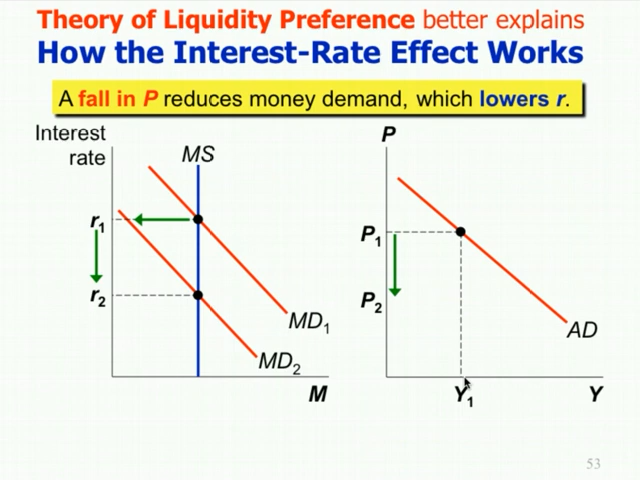 Theory of Liquidity Preference better explains
How the Interest-Rate Effect Works
A fall in P reduces money demand, which lowers r.
Interest
rate
MS
r1
r2
MD1
MD2
M
P
P1
P2
AD
Y1
Y
53